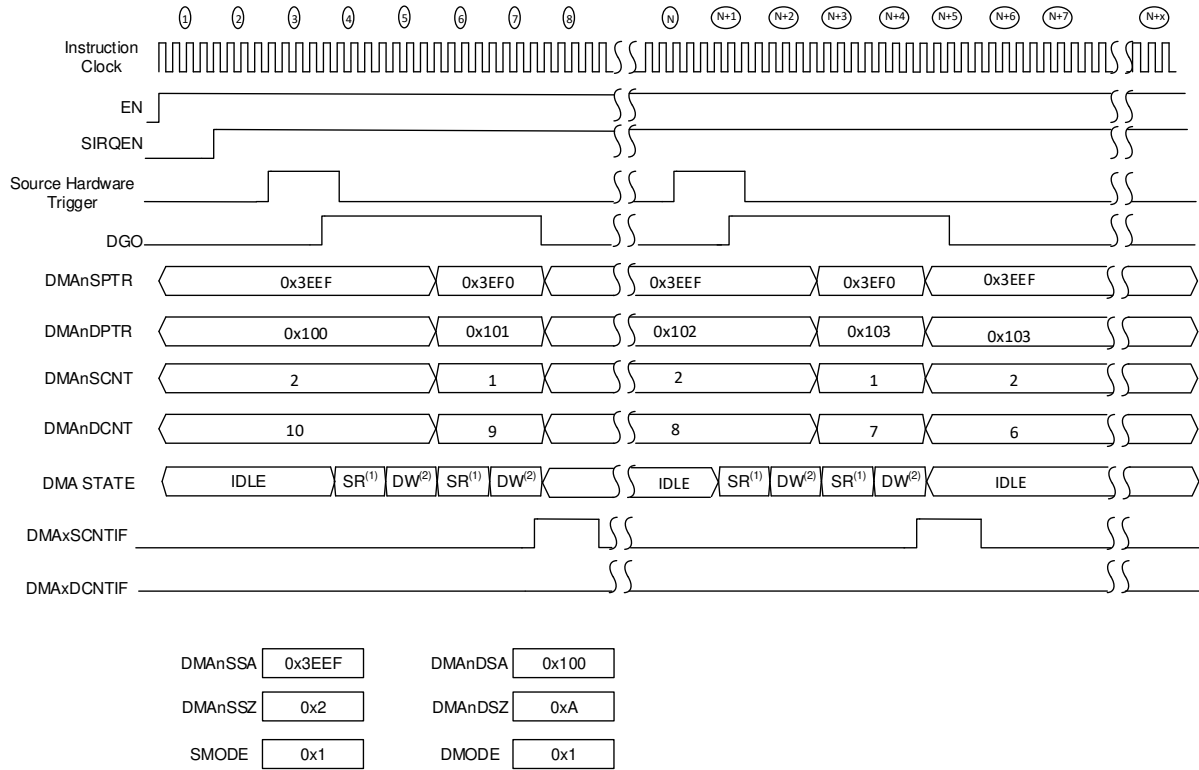 1 2 3 4 5 6 7 8 N N+1 N+2 N+3 N+4 N+5 N+6 N+7 N+x
Instruction
Clock
EN
SIRQEN
Source Hardware
Trigger
DGO
DMAnSPTR 0x3EEF 0x3EF0 0x3EEF 0x3EF0 0x3EEF
DMAnDPTR 0x100 0x101 0x102 0x103 0x103
DMAnSCNT 2 1 2 1 2
DMAnDCNT 10 9 8 7 6
DMA STATE IDLE SR(1) DW(2) SR(1) DW(2) IDLE SR(1) DW(2) SR(1) DW(2) IDLE
DMAxSCNTIF
DMAxDCNTIF
DMAnSSA 0x3EEF DMAnDSA 0x100
DMAnSSZ 0x2 DMAnDSZ 0xA
SMODE 0x1 DMODE 0x1